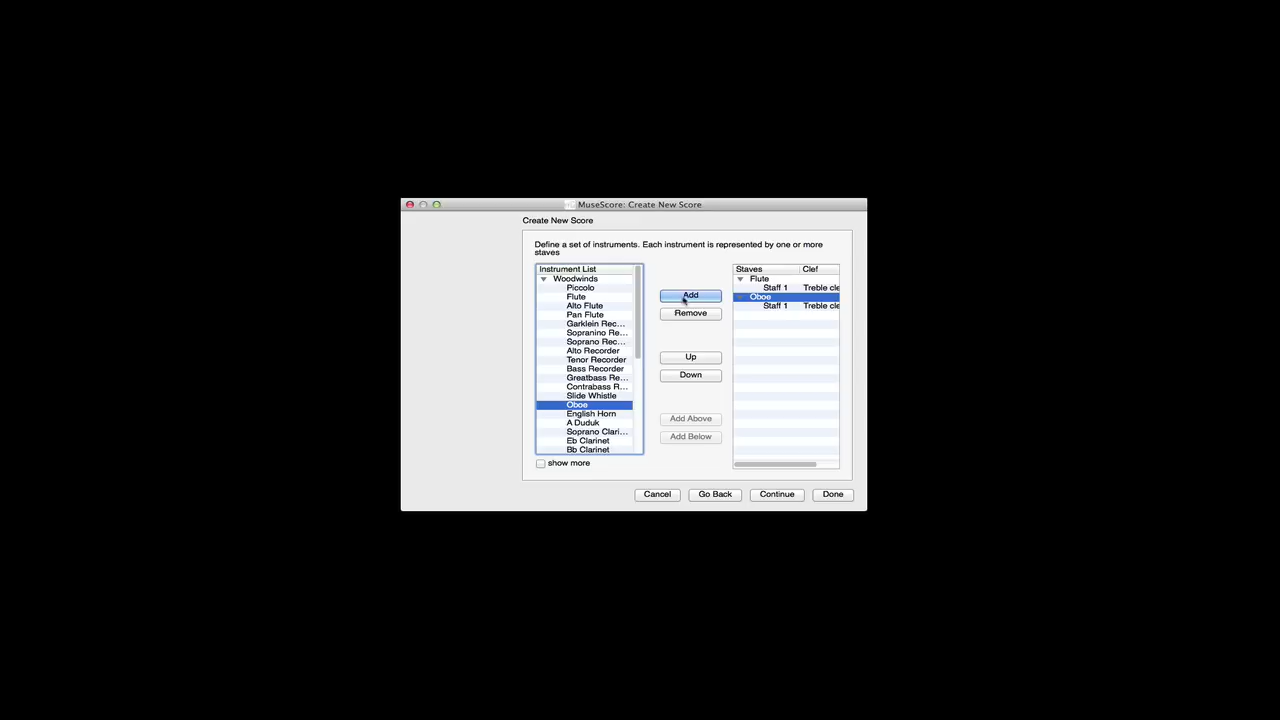 MuseScore: Create New Score
Create New Score
Define a set of instruments. Each instrument is represented by one or more
staves
Instrument List
Woodwinds
Piccolo
Flute
Alto Flute
Pan Flute
Garklein Rec...
Sopranino Re...
Soprano Rec...
Alto Recorder
Tenor Recorder
Bass Recorder
Greatbass Re...
Contrabass R...
Slide Whistle
Oboe
English Horn
A Duduk
Soprano Clari...
Eb Clarinet
Bb Clarinet
show more
Add
Remove
Up
Down
Add Above
Add Below
Staves Clef
Flute
Staff 1 Treble cle
Oboe
Staff 1 Treble cle
Cancel Go Back Continue Done